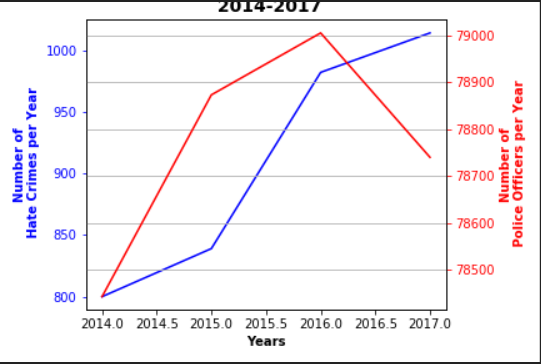 2014-2017
Number of
Hate Crimes per Year
1000
950
900
850
800
79000
78900
78800
78700
78600
78500
Number of
Police Officers per Year
2014.0 2014.5 2015.0 2015.5 2016.0 2016.5 2017.0
Years